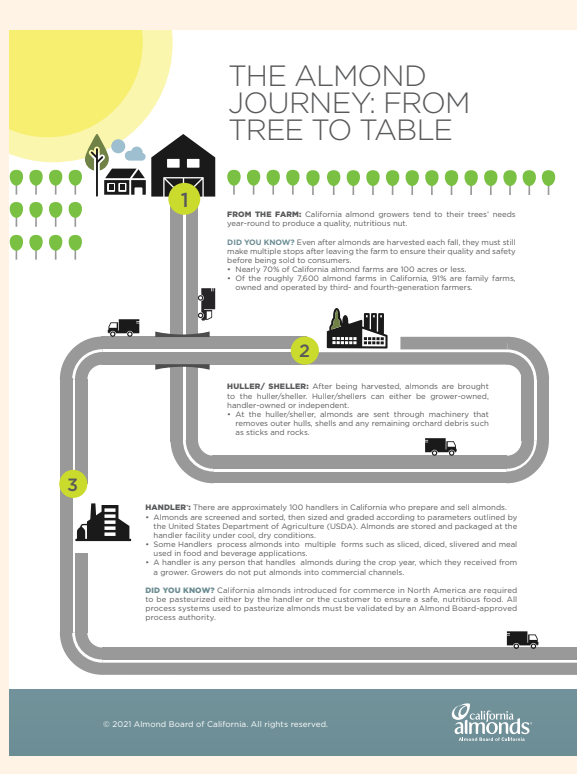 THE ALMOND
JOURNEY: FROM
TREE TO TABLE
1
FROM THE FARM: California almond growers tend to their trees' needs
year-round to produce a quality, nutritious nut.
DID YOU KNOW? Even after almonds are harvested each fall, they must still
make multiple stops after leaving the farm to ensure their quality and safety
before being sold to consumers.
• Nearly 70% of California almond farms are 100 acres or less.
• Of the roughly 7,600 almond farms in California, 91% are family farms,
owned and operated by third- and fourth-generation farmers.
2
HULLER/ SHELLER: After being harvested, almonds are brought
to the huller/sheller. Huller/shellers can either be grower-owned,
handler-owned or independent.
• At the huller/sheller, almonds are sent through machinery that
removes outer hulls, shells and any remaining orchard debris such
as sticks and rocks.
3
HANDLER*: There are approximately 100 handlers in California who prepare and sell almonds.
• Almonds are screened and sorted, then sized and graded according to parameters outlined by
the United States Department of Agriculture (USDA). Almonds are stored and packaged at the
handler facility under cool, dry conditions.
• Some Handlers process almonds into multiple forms such as sliced, diced, slivered and meal
used in food and beverage applications.
• A handler is any person that handles almonds during the crop year, which they received from
a grower. Growers do not put almonds into commercial channels.
DID YOU KNOW? California almonds introduced for commerce in North America are required
to be pasteurized either by the handler or the customer to ensure a safe, nutritious food. All
process systems used to pasteurize almonds must be validated by an Almond Board-approved
process authority.
© 2021 Almond Board of California. All rights reserved.
california
almonds®
Almond Board of California